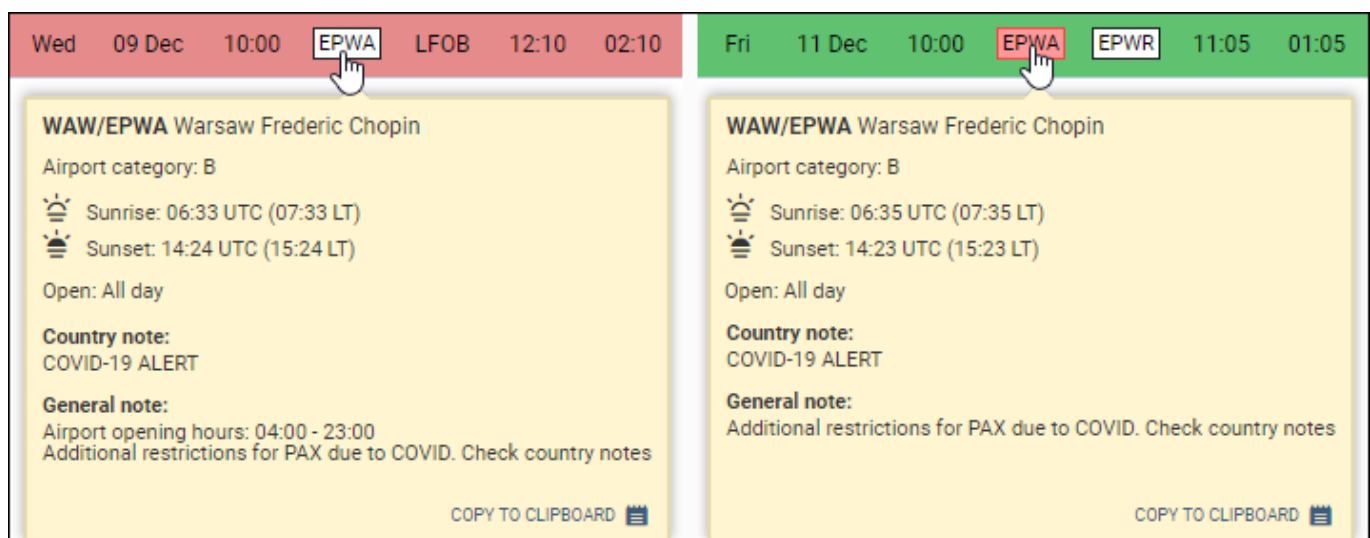 Wed 09 Dec 10:00 EPWA LFOB 12:10 02:10
WAW/EPWA Warsaw Frederic Chopin
Airport category: B
Sunrise: 06:33 UTC (07:33 LT)
Sunset: 14:24 UTC (15:24 LT)
Open: All day
Country note:
COVID-19 ALERT
General note:
Airport opening hours: 04:00 - 23:00
Additional restrictions for PAX due to COVID. Check country notes
COPY TO CLIPBOARD
Fri 11 Dec 10:00 EPWA EPWR 11:05 01:05
WAW/EPWA Warsaw Frederic Chopin
Airport category: B
Sunrise: 06:35 UTC (07:35 LT)
Sunset: 14:23 UTC (15:23 LT)
Open: All day
Country note:
COVID-19 ALERT
General note:
Additional restrictions for PAX due to COVID. Check country notes
COPY TO CLIPBOARD